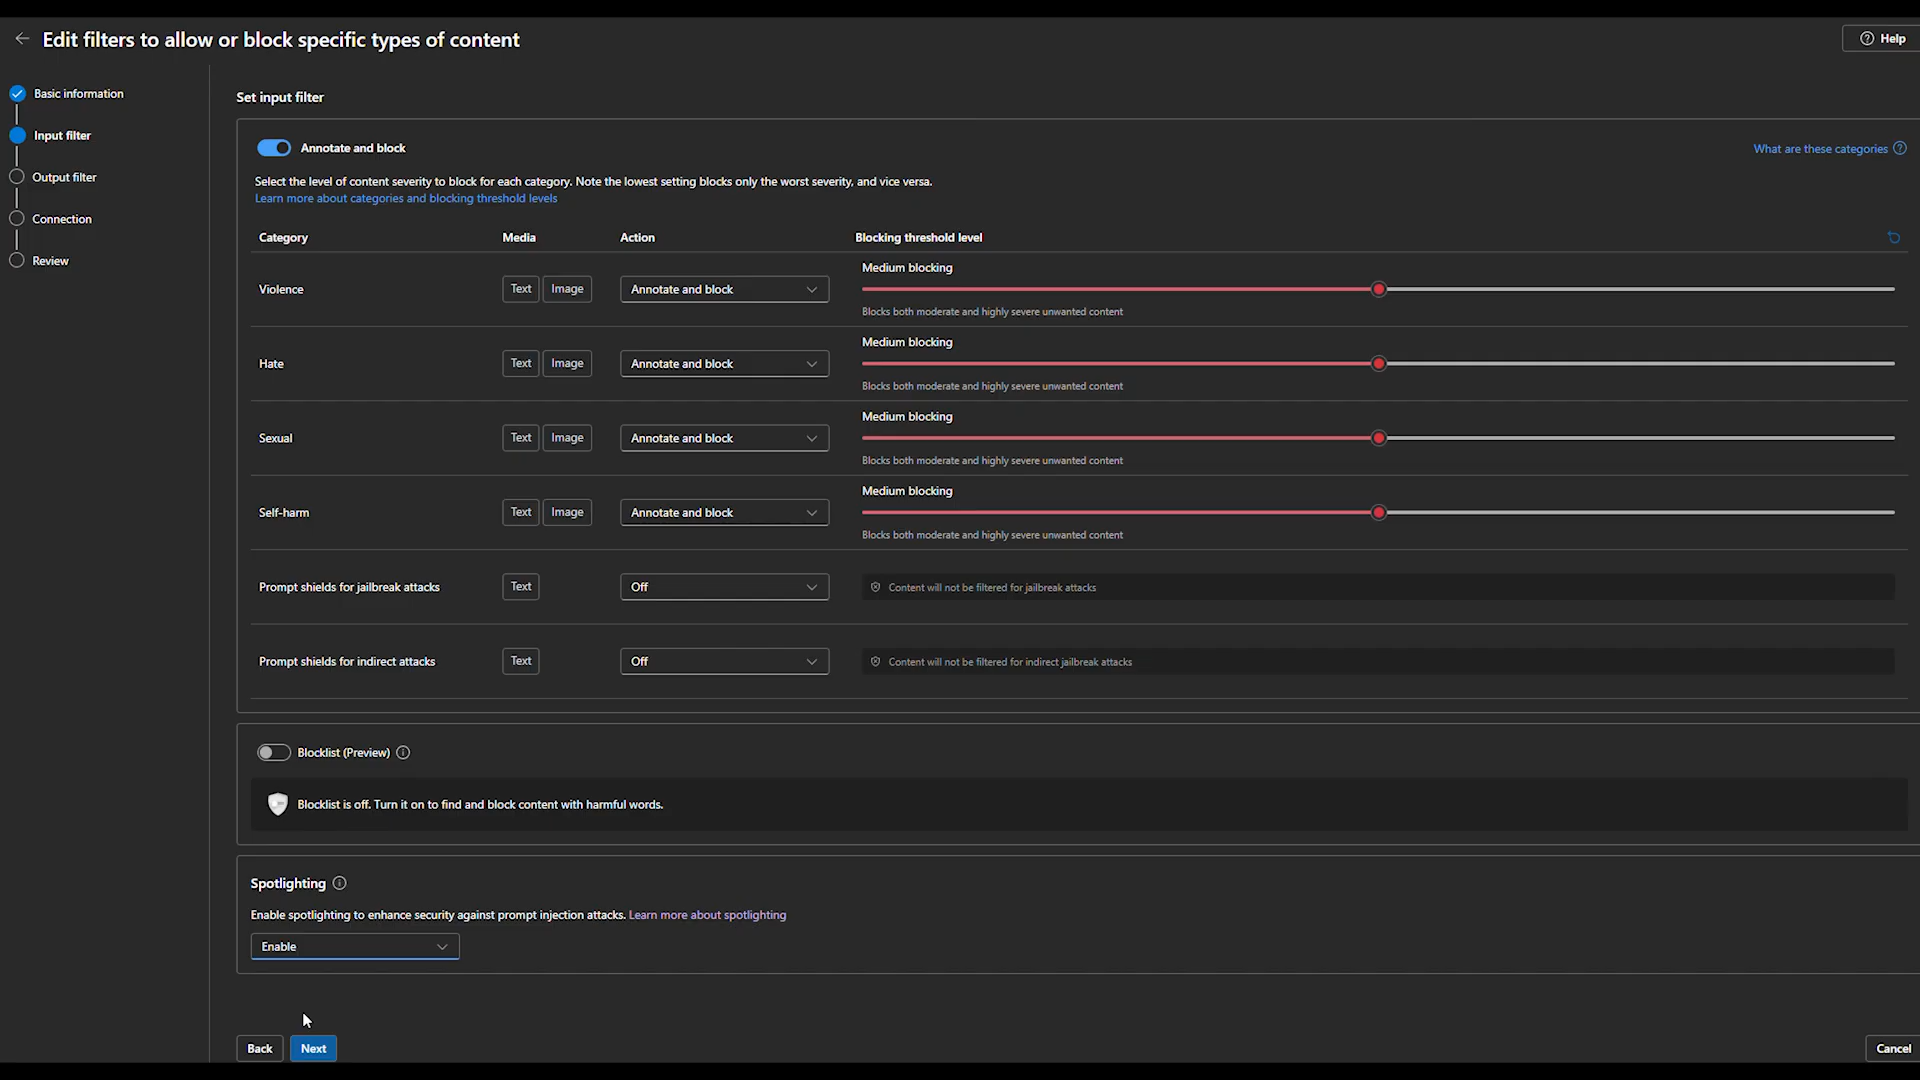 Edit filters to allow or block specific types of content
Help
Basic information
Input filter
Output filter
Connection
Review
Set input filter
Annotate and block
What are these categories
Select the level of content severity to block for each category. Note the lowest setting blocks only the worst severity, and vice versa.
Learn more about categories and blocking threshold levels
Category Media Action Blocking threshold level
Medium blocking
Violence Text Image Annotate and block
Blocks both moderate and highly severe unwanted content
Medium blocking
Hate Text Image Annotate and block
Blocks both moderate and highly severe unwanted content
Medium blocking
Sexual Text Image Annotate and block
Blocks both moderate and highly severe unwanted content
Medium blocking
Self-harm Text Image Annotate and block
Blocks both moderate and highly severe unwanted content
Prompt shields for jailbreak attacks Text Off Content will not be filtered for jailbreak attacks
Prompt shields for indirect attacks Text Off Content will not be filtered for indirect jailbreak attacks
Blocklist (Preview)
Blocklist is off. Turn it on to find and block content with harmful words.
Spotlighting
Enable spotlighting to enhance security against prompt injection attacks. Learn more about spotlighting
Enable
Back Next Cancel